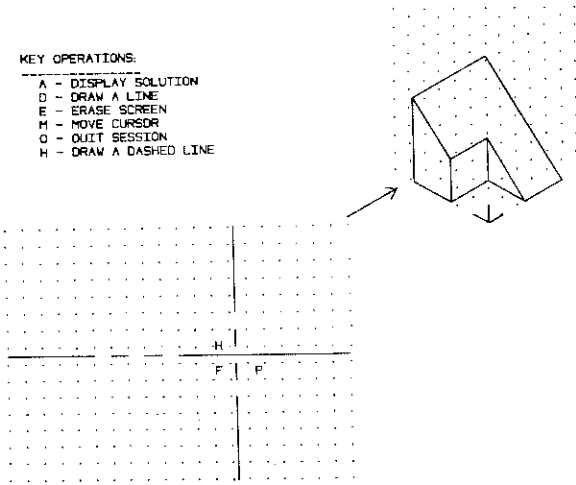 KEY OPERATIONS:
A - DISPLAY SOLUTION
D - DRAW A LINE
E - ERASE SCREEN
M - MOVE CURSOR
Q - QUIT SESSION
H - DRAW A DASHED LINE
H
F P